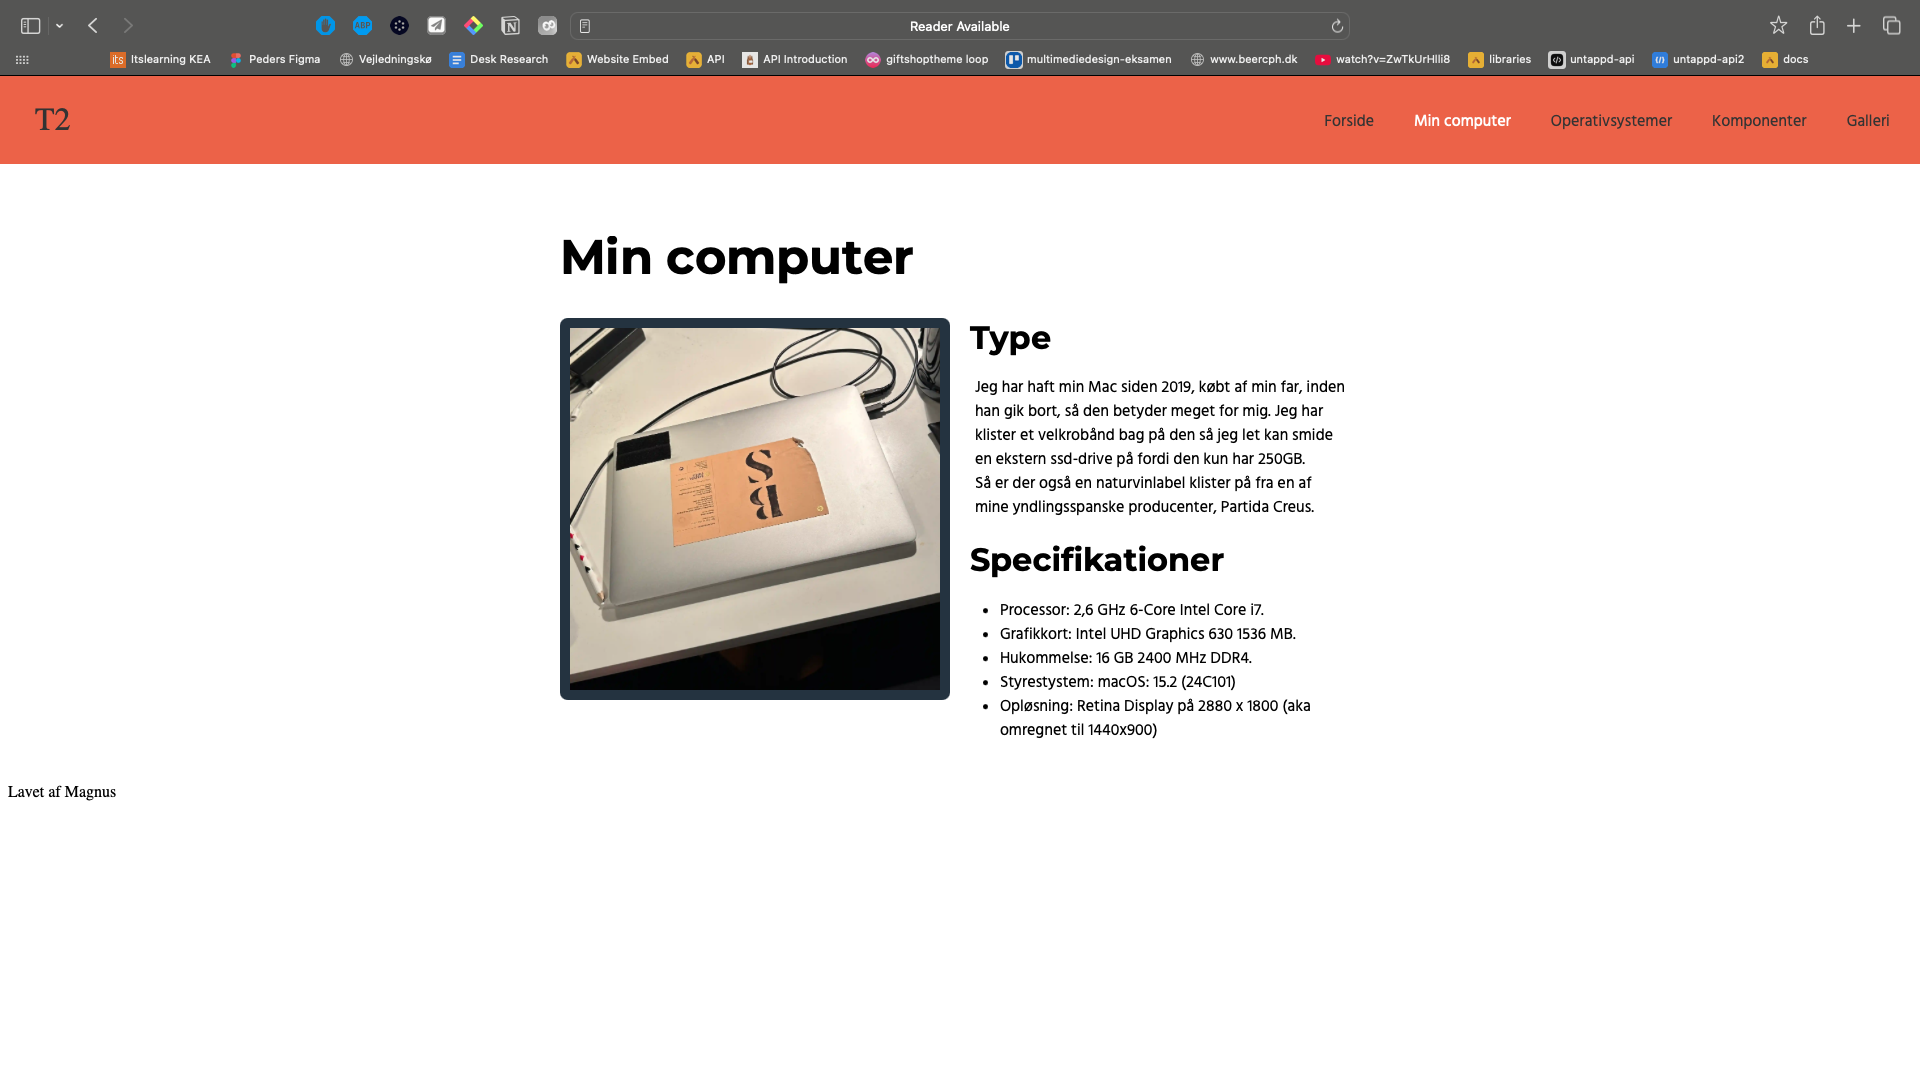 Reader Available
Itslearning KEA
Peders Figma
Vejledningskø
Desk Research
Website Embed
API
API Introduction
giftshoptheme loop
multimediedesign-eksamen
www.beercph.dk
watch?v=ZwTkUrHlli8
libraries
untappd-api
untappd-api2
docs
T2
Forside
Min computer
Operativsystemer
Komponenter
Galleri
Min computer
Type
Jeg har haft min Mac siden 2019, købt af min far, inden
han gik bort, så den betyder meget for mig. Jeg har
klister et velkrobånd bag på den så jeg let kan smide
en ekstern ssd-drive på fordi den kun har 250GB.
Så er der også en naturvinlabel klister på fra en af
mine yndlingsspanske producenter, Partida Creus.
Specifikationer
Processor: 2,6 GHz 6-Core Intel Core i7.
Grafikkort: Intel UHD Graphics 630 1536 MB.
Hukommelse: 16 GB 2400 MHz DDR4.
Styrestystem: macOS: 15.2 (24C101)
Opløsning: Retina Display på 2880 x 1800 (aka
omregnet til 1440x900)
Lavet af Magnus